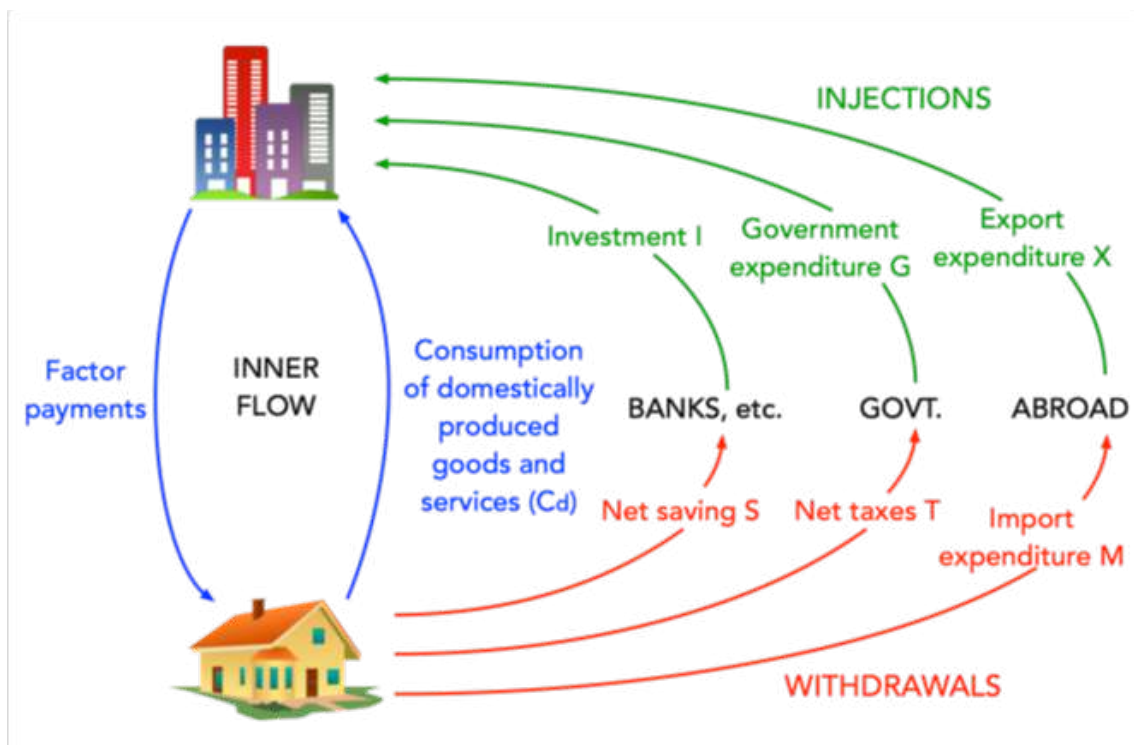 INJECTIONS
Investment I
Government
expenditure G
Export
expenditure X
Factor
payments
INNER
FLOW
Consumption
of domestically
produced
goods and
services (Cd)
BANKS, etc.
GOVT.
ABROAD
Net saving S
Net taxes T
Import
expenditure M
WITHDRAWALS